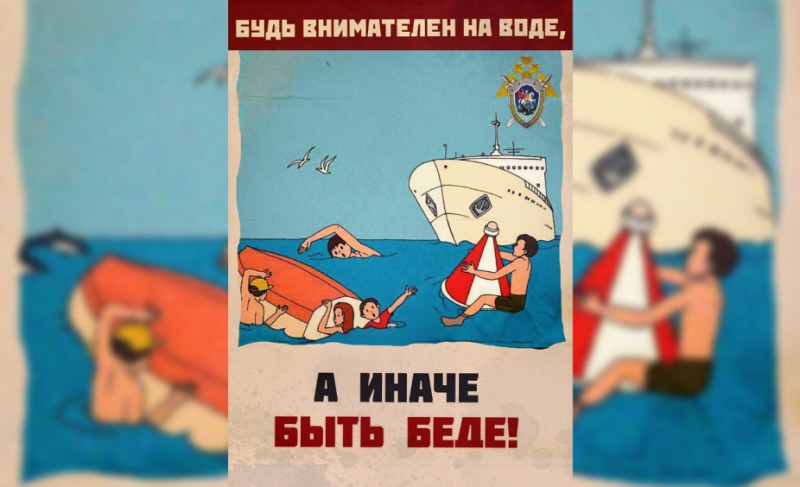 БУДЬ ВНИМАТЕЛЕН НА ВОДЕ,
А ИНАЧЕ
БЫТЬ БЕДЕ!